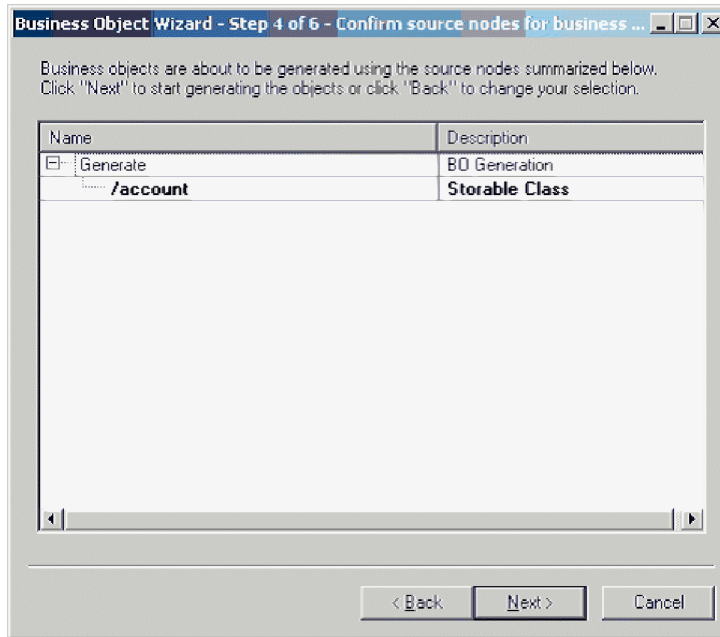 Business Object Wizard - Step 4 of 6 - Confirm source nodes for business ...
Business objects are about to be generated using the source nodes summarized below.
Click "Next" to start generating the objects or click "Back" to change your selection.
Name Description
Generate BO Generation
/account Storable Class
< Back Next > Cancel